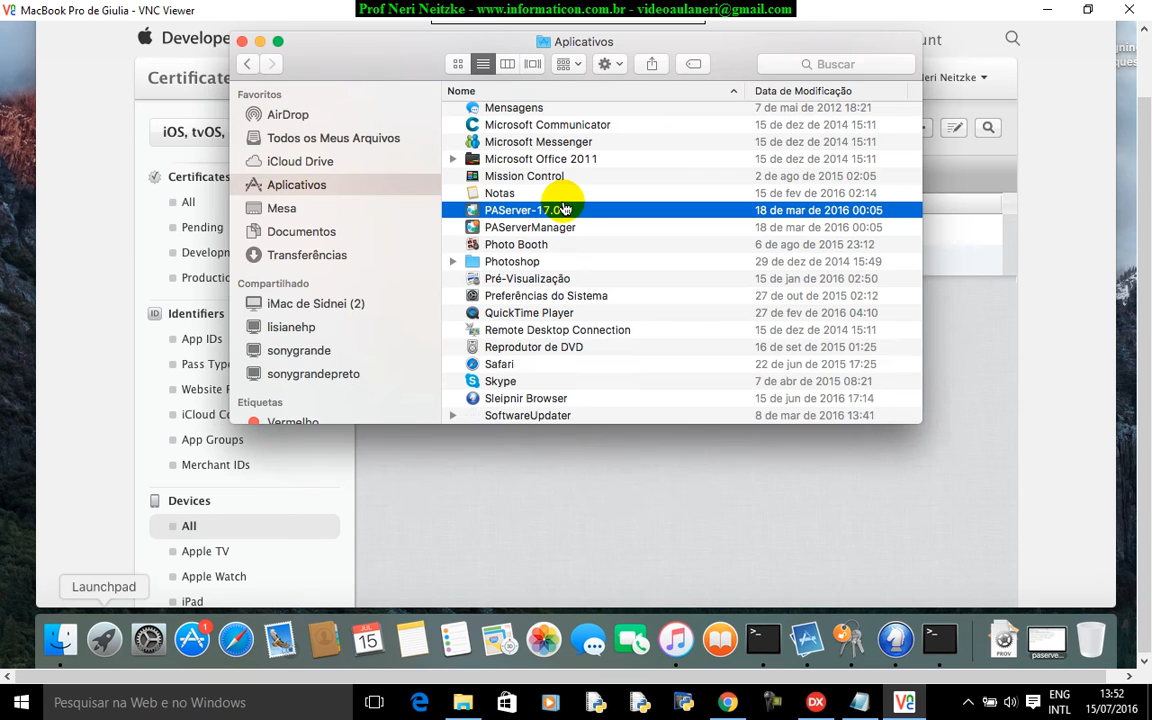 MacBook Pro de Giulia - VNC Viewer
Prof Neri Neitzke - www.informaticon.com.br - videoaulaneri@gmail.com
Develope
Aplicativos
unt
Certificate
Buscar
leri Neitzke
Favoritos
Nome
Data de Modificação
AirDrop
Mensagens
7 de mai de 2012 18:21
iOS, tvOS,
Todos os Meus Arquivos
Microsoft Communicator
15 de dez de 2014 15:11
Microsoft Messenger
15 de dez de 2014 15:11
iCloud Drive
Microsoft Office 2011
15 de dez de 2014 15:11
Certificates
Aplicativos
Mission Control
2 de ago de 2015 02:05
All
Mesa
Notas
15 de fev de 2016 02:14
PAServer-17.0
18 de mar de 2016 00:05
Pending
Documentos
PAServerManager
18 de mar de 2016 00:05
Developm
Transferências
Photo Booth
6 de ago de 2015 23:12
Photoshop
29 de dez de 2014 15:49
Productio
Compartilhado
Pré-Visualização
15 de jan de 2016 02:50
iMac de Sidnei (2)
Preferências do Sistema
27 de out de 2015 02:12
ID Identifiers
QuickTime Player
27 de fev de 2016 04:10
lisianehp
Remote Desktop Connection
15 de dez de 2014 15:11
App IDs
sonygrande
Reprodutor de DVD
16 de set de 2015 01:25
Pass Type
sonygrandepreto
Safari
22 de jun de 2015 17:25
Website P
Skype
7 de abr de 2015 08:21
Etiquetas
Sleipnir Browser
15 de jun de 2016 17:14
iCloud Co
Vermelho
SoftwareUpdater
8 de mar de 2016 13:41
App Groups
Merchant IDs
Devices
All
Apple TV
Apple Watch
iPad
Launchpad
1
JUL
15
PROV
paserve...
Pesquisar na Web e no Windows
DX
ENG
INTL
13:52
15/07/2016